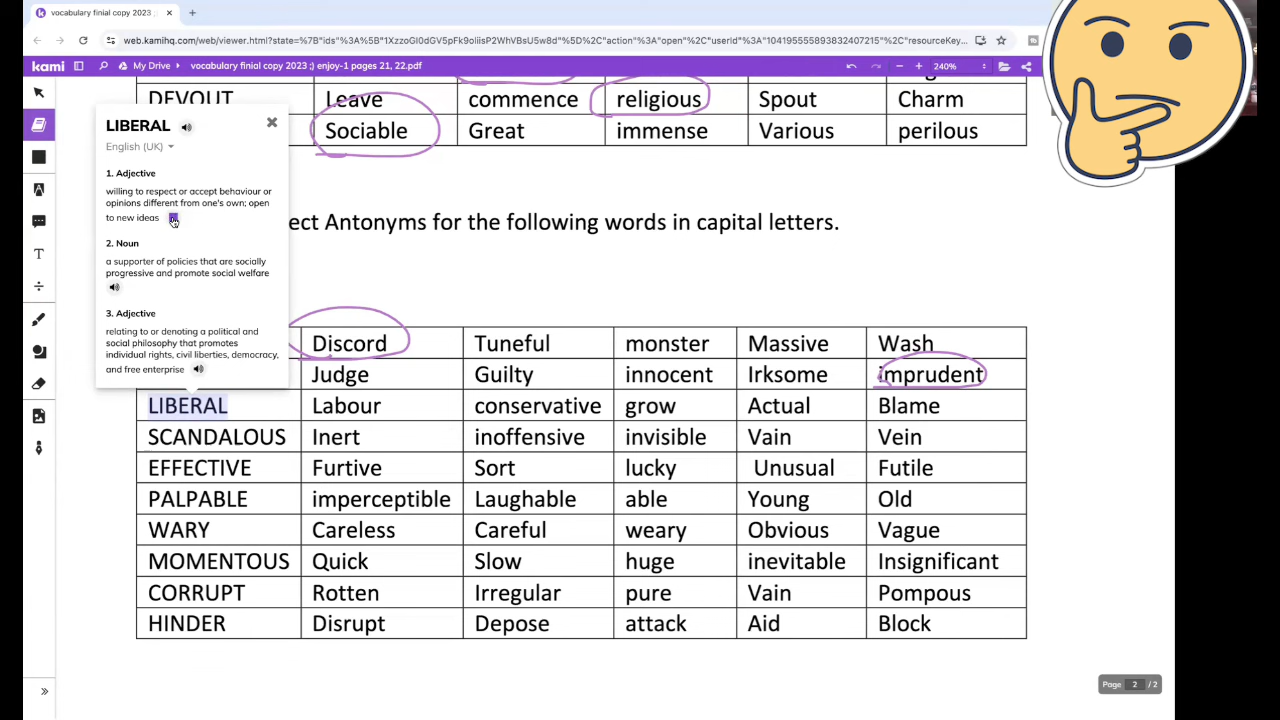 vocabulary finial copy 2023 ;
web.kamihq.com/web/viewer.html?state=%7B"ids"%3A%5B"1XzzoGI0dGV5pFk9oIiisP2WhVBsU5w8d"%5D%2C"action"%3A"open"%2C"userId"%3A"104195555893832407215"%2C"resourceKey...
kami My Drive vocabulary finial copy 2023 ;) enjoy-1 pages 21, 22.pdf 240%
DEVOUT Leave commence religious Spout Charm
Sociable Great immense Various perilous
LIBERAL
English (UK)
1. Adjective
willing to respect or accept behaviour or
opinions different from one's own; open
to new ideas
2. Noun
a supporter of policies that are socially
progressive and promote social welfare
3. Adjective
relating to or denoting a political and
social philosophy that promotes
individual rights, civil liberties, democracy,
and free enterprise
ect Antonyms for the following words in capital letters.
Discord Tuneful monster Massive Wash
Judge Guilty innocent Irksome imprudent
LIBERAL Labour conservative grow Actual Blame
SCANDALOUS Inert inoffensive invisible Vain Vein
EFFECTIVE Furtive Sort lucky Unusual Futile
PALPABLE imperceptible Laughable able Young Old
WARY Careless Careful weary Obvious Vague
MOMENTOUS Quick Slow huge inevitable Insignificant
CORRUPT Rotten Irregular pure Vain Pompous
HINDER Disrupt Depose attack Aid Block
Page 2 / 2